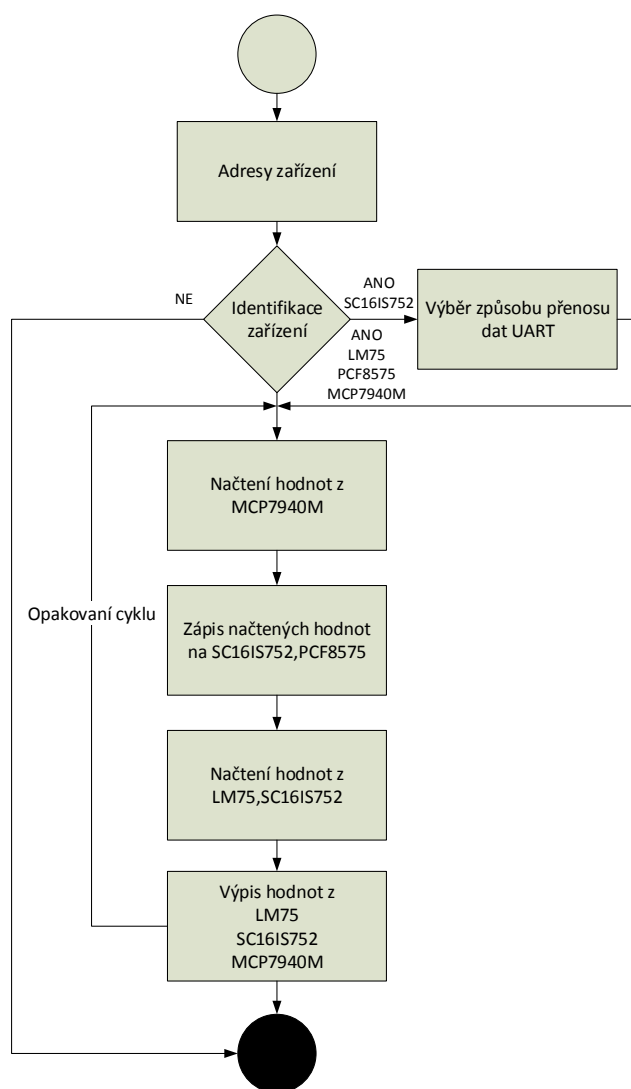 Adresy zařízení
NE
Identifikace
zařízení
ANO
SC16IS752
Výběr způsobu přenosu
dat UART
ANO
LM75
PCF8575
MCP7940M
Načtení hodnot z
MCP7940M
Opakovaní cyklu
Zápis načtených hodnot
na SC16IS752,PCF8575
Načtení hodnot z
LM75,SC16IS752
Výpis hodnot z
LM75
SC16IS752
MCP7940M